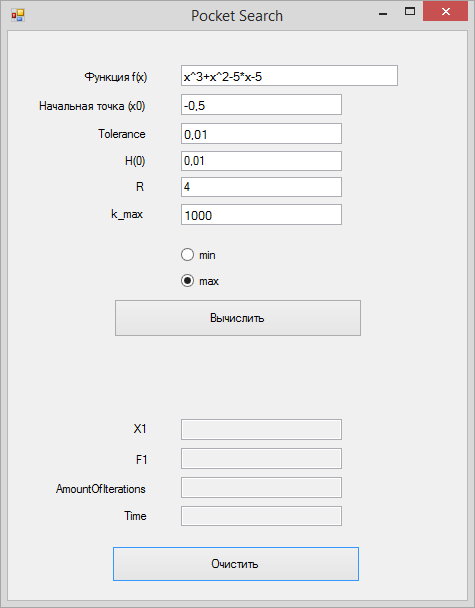 Pocket Search
Функция f(x)
x^3+x^2-5*x-5
Начальная точка (x0)
-0,5
Tolerance
0,01
H(0)
0,01
R
4
k_max
1000
min
max
Вычислить
X1
F1
AmountOfIterations
Time
Очистить